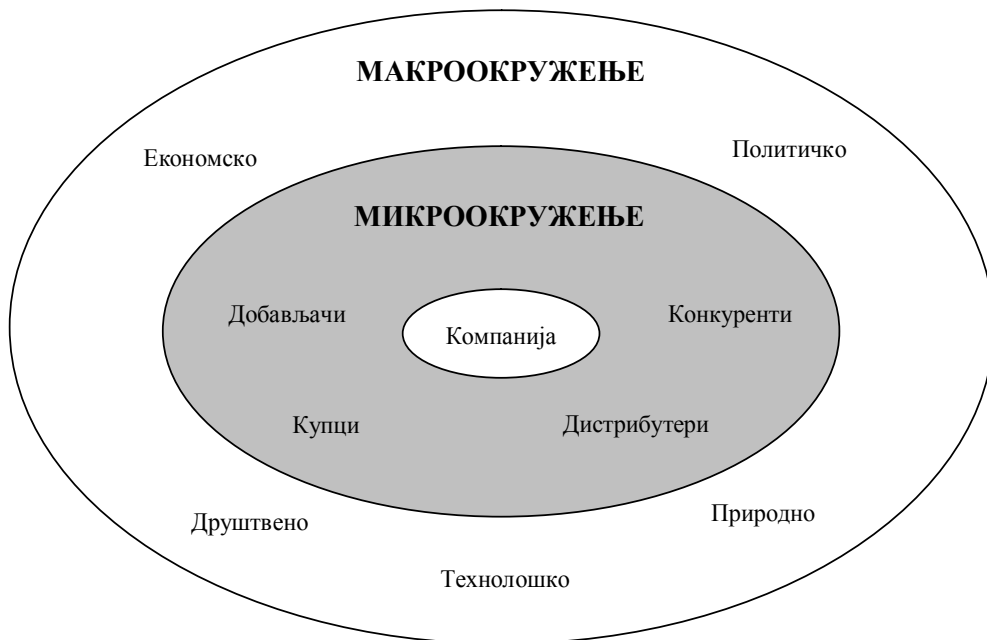 МАКРООКРУЖЕЊЕ
Економско
Политичко
МИКРООКРУЖЕЊЕ
Добављачи
Компанија
Конкуренти
Купци
Дистрибутери
Друштвено
Природно
Технолошко